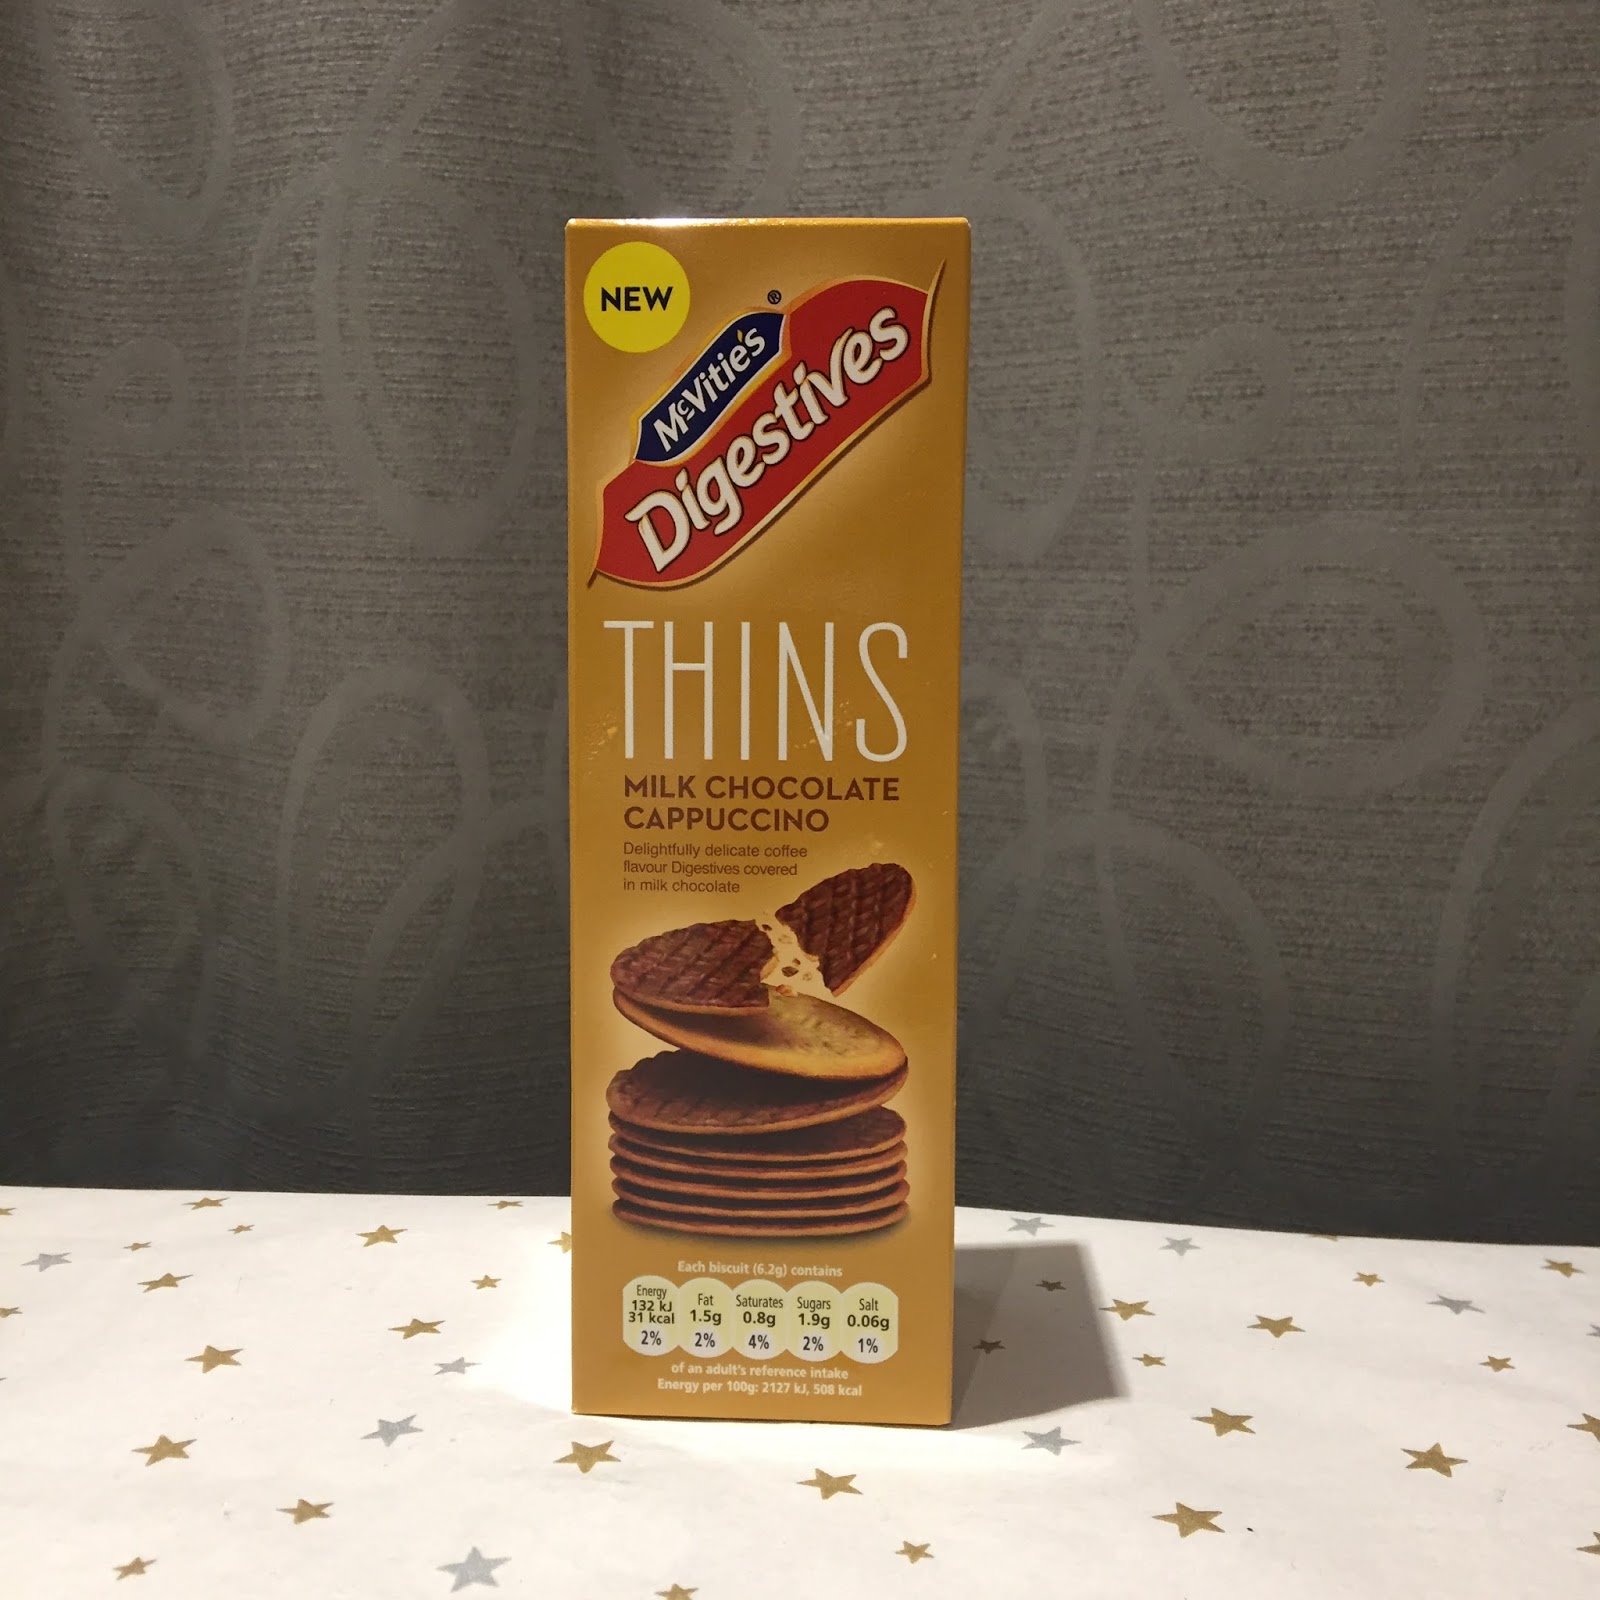 NEW
McVitie's®
Digestives
THINS
MILK CHOCOLATE
CAPPUCCINO
Delightfully delicate coffee
flavour Digestives covered
in milk chocolate
Each biscuit (6.2g) contains
Energy
132 kJ
31 kcal
2%
Fat
1.5g
2%
Saturates
0.8g
4%
Sugars
1.9g
2%
Salt
0.06g
1%
of an adult's reference intake
Energy per 100g: 2127 kJ, 508 kcal